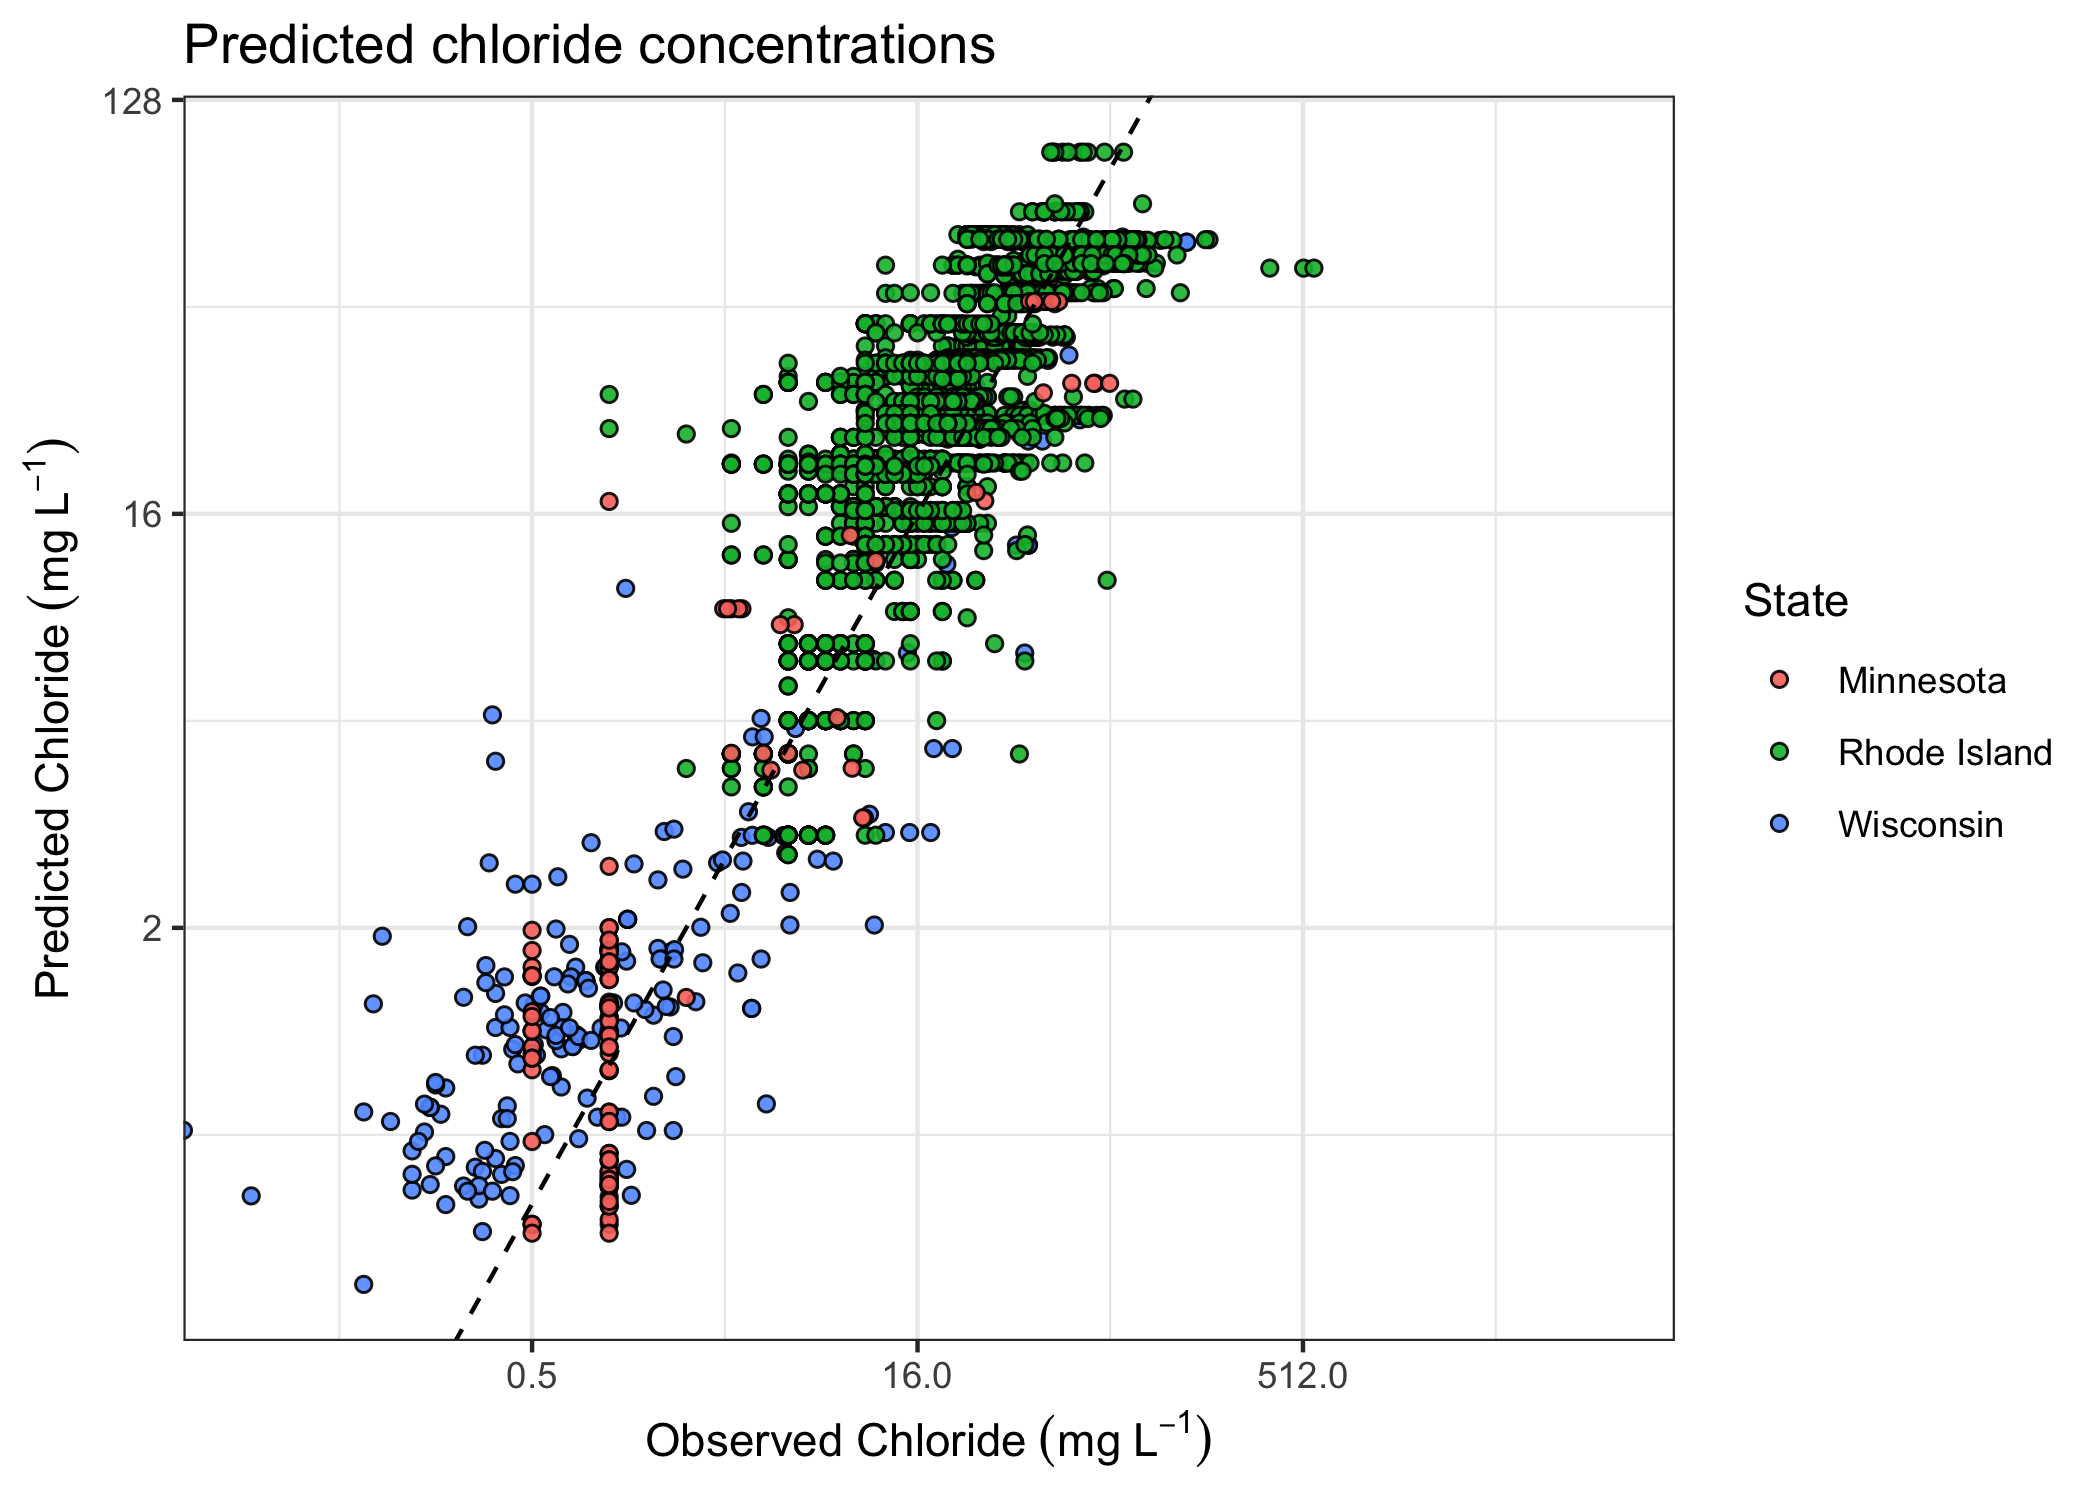 Predicted chloride concentrations
128
16
2
Predicted Chloride (mg L⁻¹)
0.5 16.0 512.0
Observed Chloride (mg L⁻¹)
State
Minnesota
Rhode Island
Wisconsin